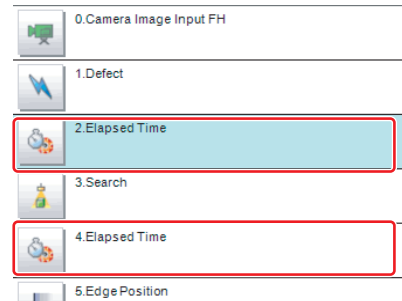 0.Camera Image Input FH
1.Defect
2.Elapsed Time
3.Search
4.Elapsed Time
5.Edge Position